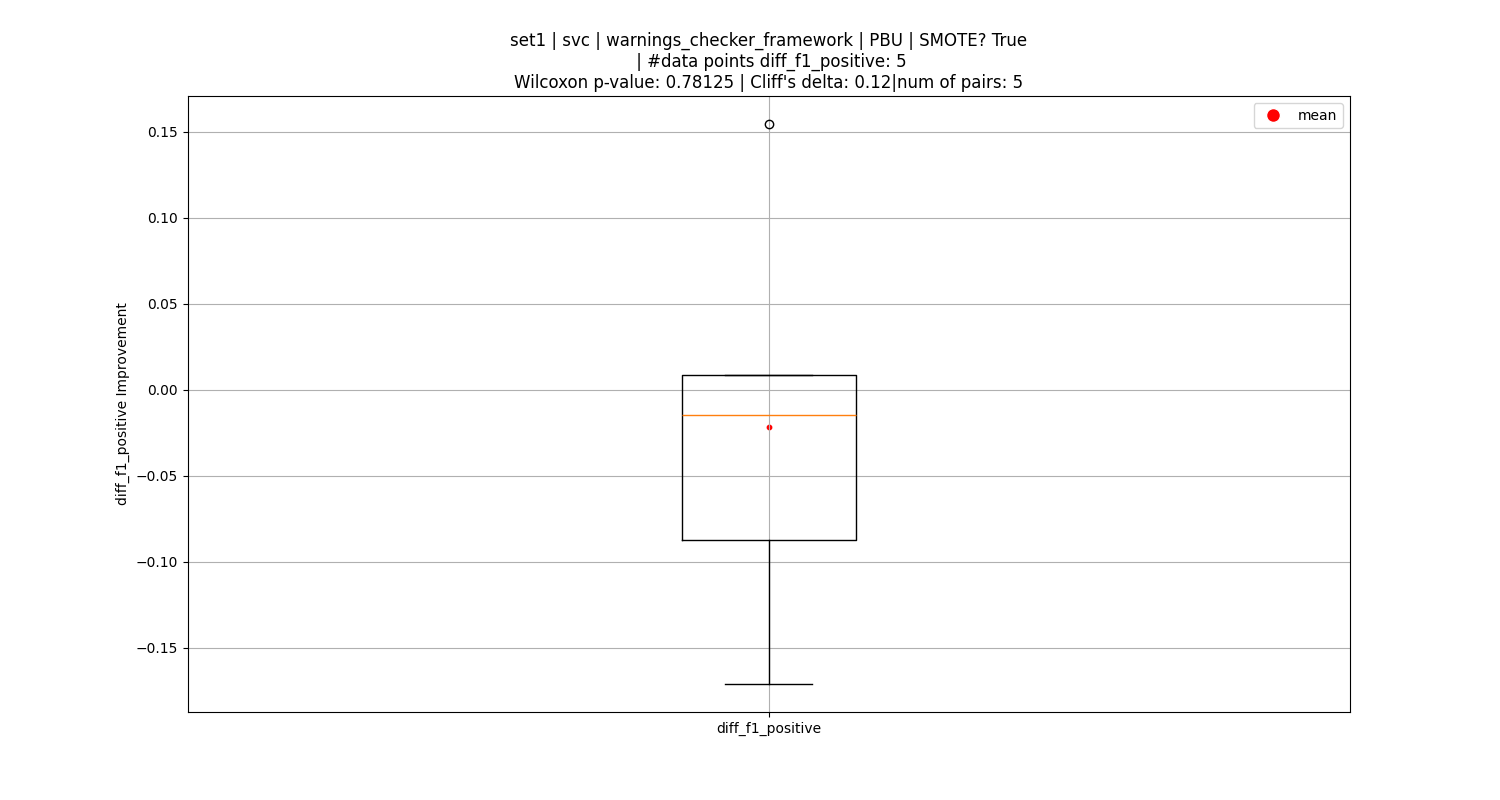 set1 | svc | warnings_checker_framework | PBU | SMOTE? True
| #data points diff_f1_positive: 5
Wilcoxon p-value: 0.78125 | Cliff's delta: 0.12|num of pairs: 5
mean
0.15
0.10
0.05
0.00
−0.05
−0.10
−0.15
diff_f1_positive Improvement
diff_f1_positive